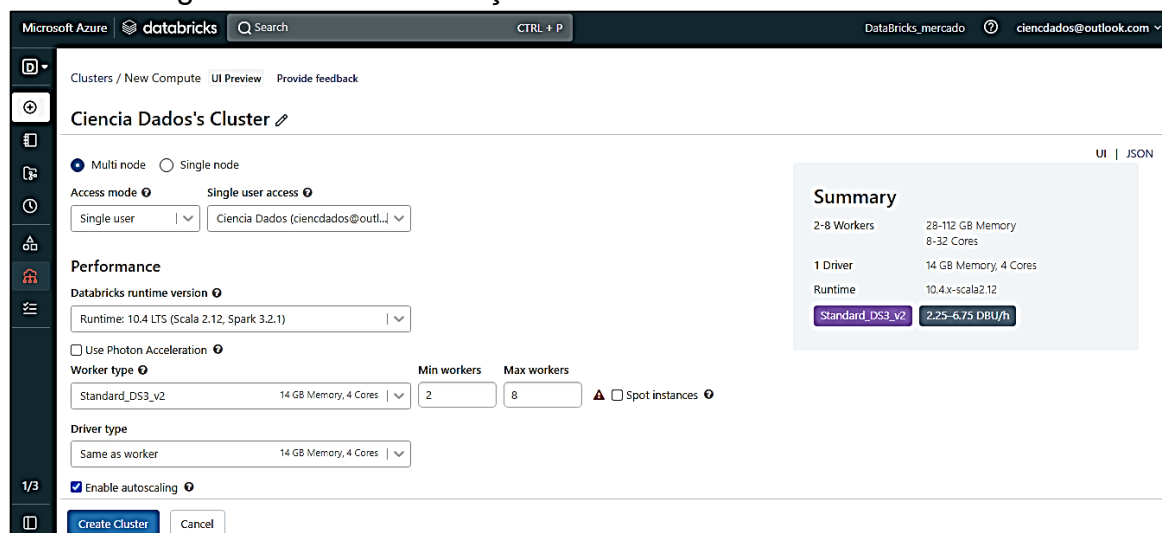 Microsoft Azure databricks Search CTRL + P DataBricks_mercado ciencdados@outlook.com
D
Clusters / New Compute UI Preview Provide feedback
Ciencia Dados's Cluster
UI | JSON
Multi node Single node
Access mode Single user access
Single user Ciencia Dados (ciencdados@outl...
Performance
Databricks runtime version
Runtime: 10.4 LTS (Scala 2.12, Spark 3.2.1)
Use Photon Acceleration
Worker type Min workers Max workers
Standard_DS3_v2 14 GB Memory, 4 Cores 2 8 Spot instances
Driver type
Same as worker 14 GB Memory, 4 Cores
Enable autoscaling
1/3
Create Cluster Cancel
Summary
2-8 Workers 28-112 GB Memory
8-32 Cores
1 Driver 14 GB Memory, 4 Cores
Runtime 10.4.x-scala2.12
Standard_DS3_v2 2.25–6.75 DBU/h